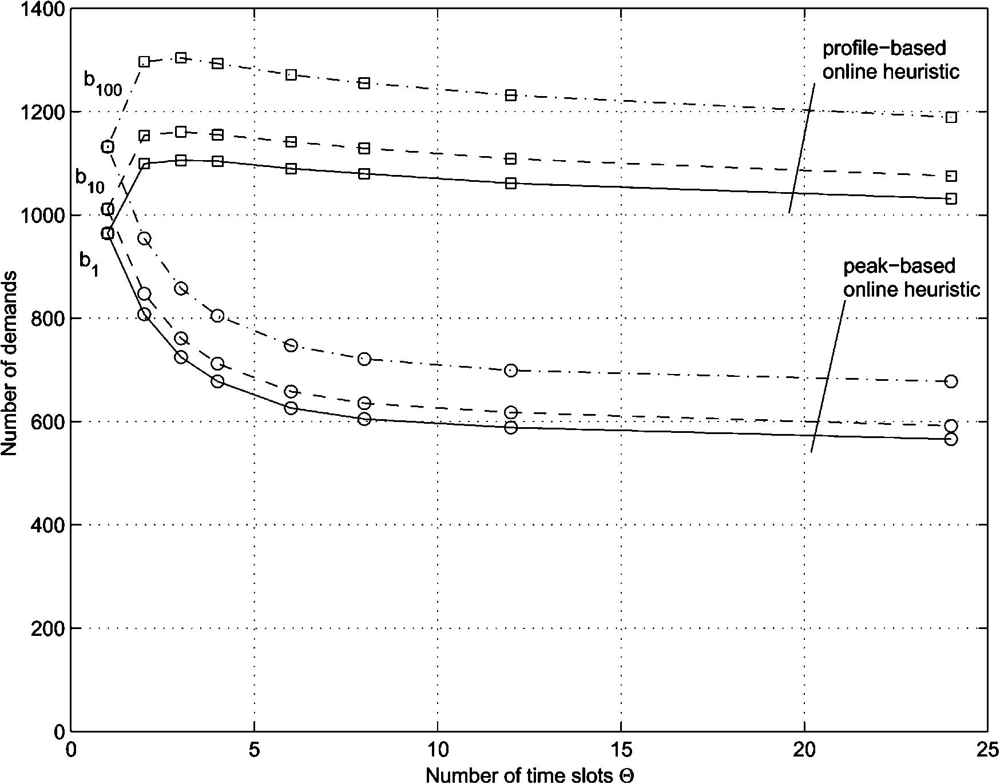 1400
profile−based
online heuristic
b100
1200
b10
1000
b1
peak−based
online heuristic
800
600
400
200
0
Number of demands
0 5 10 15 20 25
Number of time slots Θ